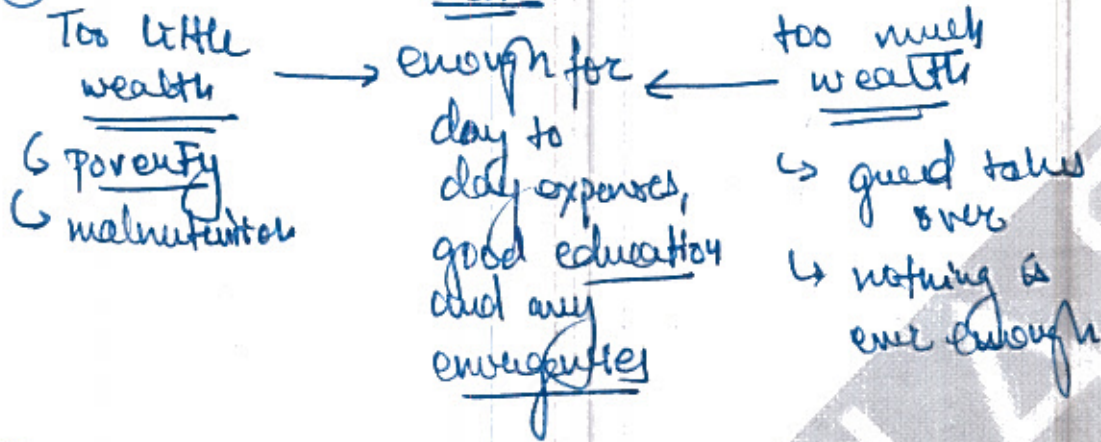 Too little
wealth
poverty
malnutrition
enough for
day to
day expenses,
good education
and any
emergenties
too much
wealth
greed takes
over
nothing is
ever enough